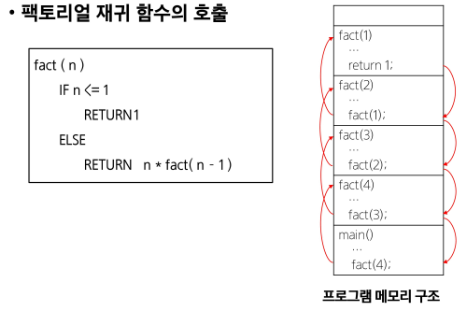 • 팩토리얼 재귀 함수의 호출
fact ( n )
IF n <= 1
RETURN1
ELSE
RETURN n * fact( n - 1 )
fact(1)
...
return 1;
fact(2)
...
fact(1);
fact(3)
...
fact(2);
fact(4)
...
fact(3);
main()
...
fact(4);
프로그램 메모리 구조